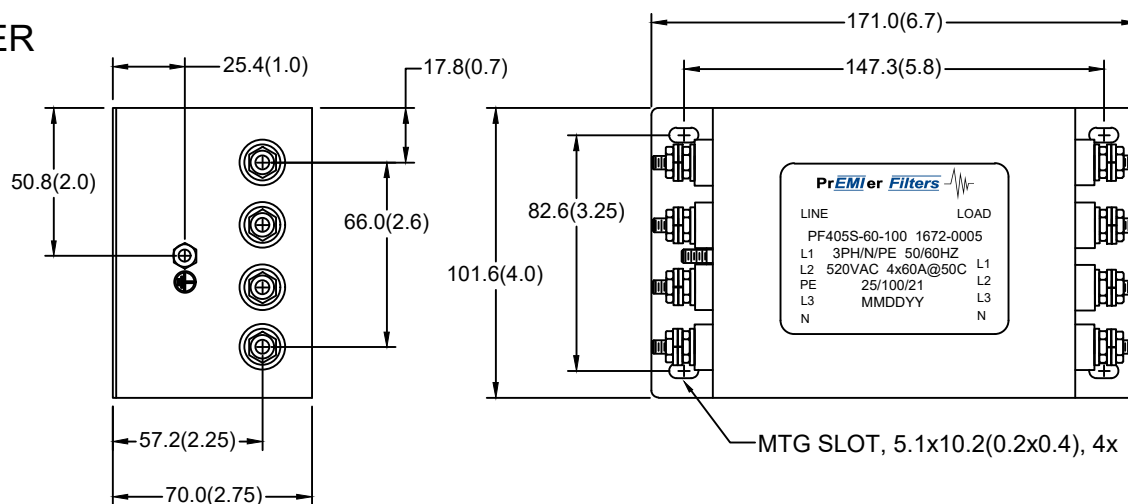 ER
25.4(1.0)
17.8(0.7)
50.8(2.0)
66.0(2.6)
57.2(2.25)
70.0(2.75)
171.0(6.7)
147.3(5.8)
82.6(3.25)
101.6(4.0)
PrEMIer Filters
LINE LOAD
PF405S-60-100 1672-0005
L1 3PH/N/PE 50/60HZ L1
L2 520VAC 4x60A@50C L2
PE 25/100/21 L3
L3 MMDDYY N
N
MTG SLOT, 5.1x10.2(0.2x0.4), 4x